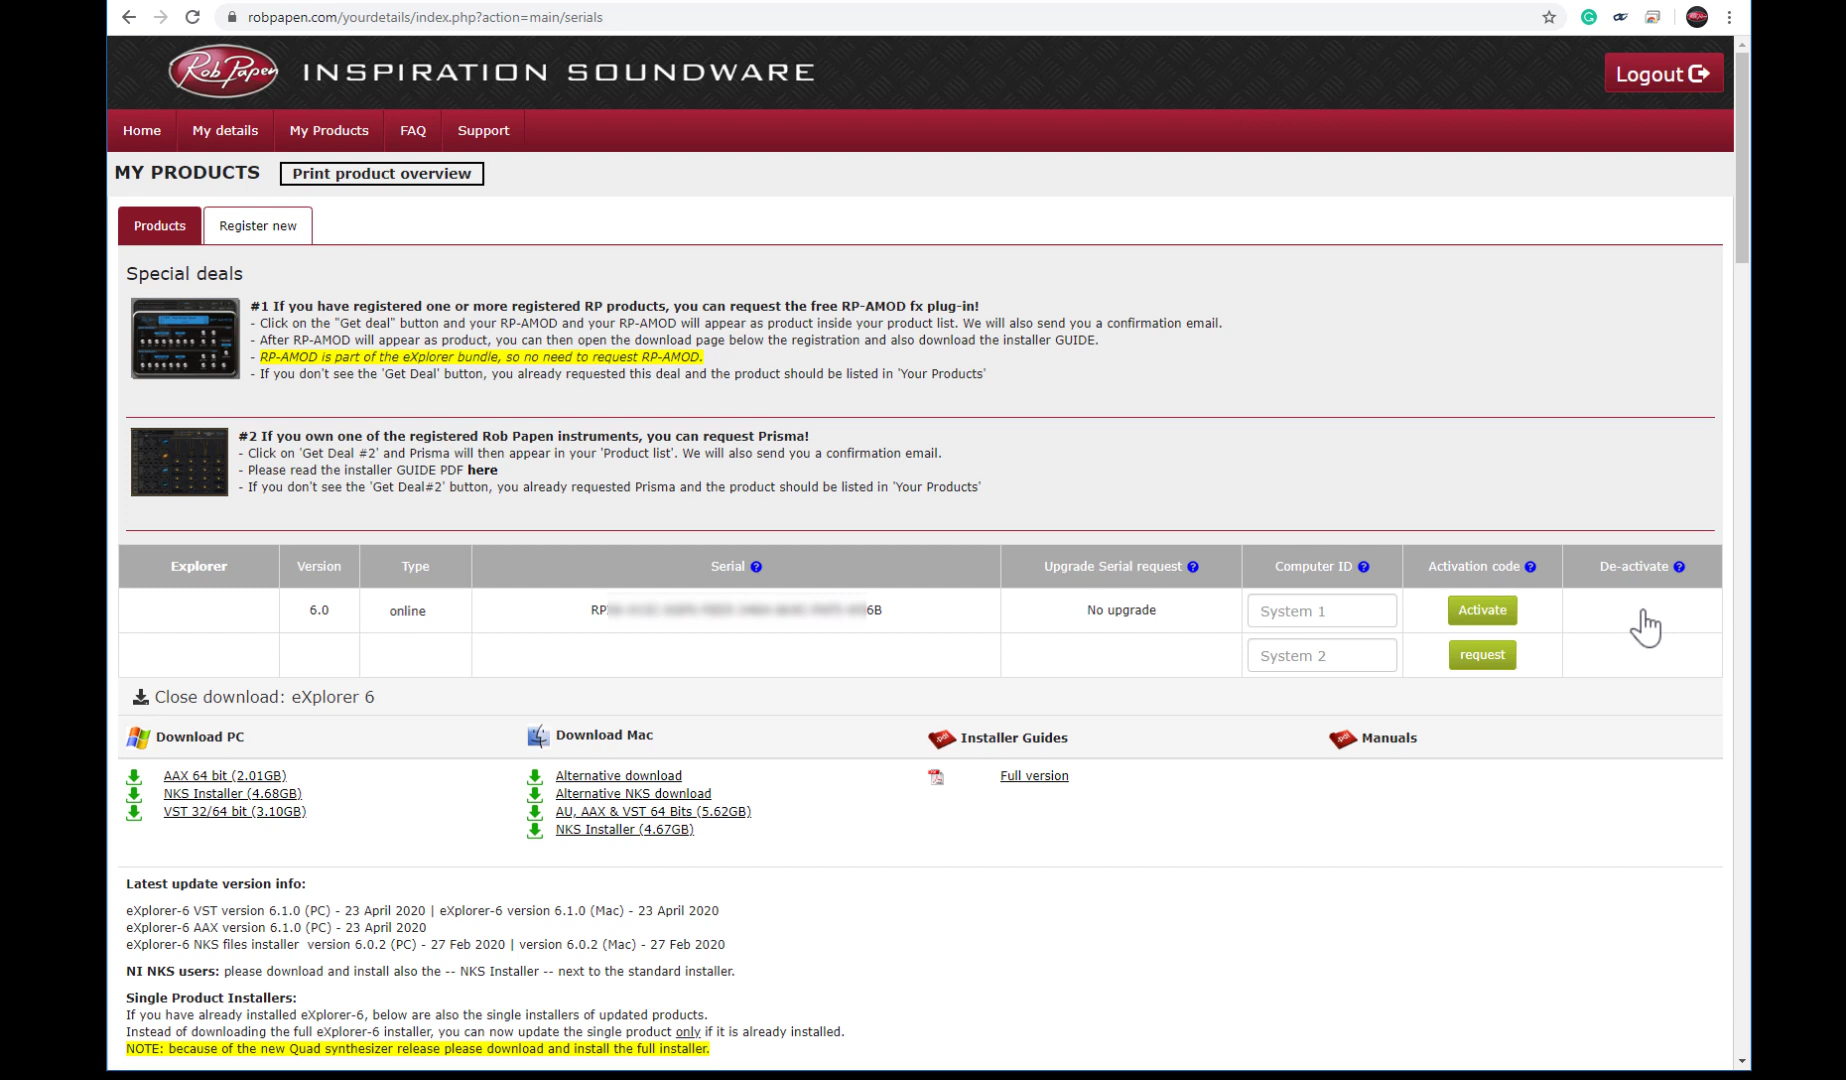 robpapen.com/yourdetails/index.php?action=main/serials
Rob Papen INSPIRATION SOUNDWARE
Logout
Home My details My Products FAQ Support
MY PRODUCTS Print product overview
Products Register new
Special deals
#1 If you have registered one or more registered RP products, you can request the free RP-AMOD fx plug-in!
- Click on the "Get deal" button and your RP-AMOD and your RP-AMOD will appear as product inside your product list. We will also send you a confirmation email.
- After RP-AMOD will appear as product, you can then open the download page below the registration and also download the installer GUIDE.
- RP-AMOD is part of the eXplorer bundle, so no need to request RP-AMOD.
- If you don't see the 'Get Deal' button, you already requested this deal and the product should be listed in 'Your Products'
#2 If you own one of the registered Rob Papen instruments, you can request Prisma!
- Click on 'Get Deal #2' and Prisma will then appear in your 'Product list'. We will also send you a confirmation email.
- Please read the installer GUIDE PDF here
- If you don't see the 'Get Deal#2' button, you already requested Prisma and the product should be listed in 'Your Products'
Explorer Version Type Serial ? Upgrade Serial request ? Computer ID ? Activation code ? De-activate ?
6.0 online RP 6B No upgrade System 1 Activate
System 2 request
Close download: eXplorer 6
Download PC Download Mac Installer Guides Manuals
AAX 64 bit (2.01GB) Alternative download Full version
NKS Installer (4.68GB) Alternative NKS download
VST 32/64 bit (3.10GB) AU, AAX & VST 64 Bits (5.62GB)
NKS Installer (4.67GB)
Latest update version info:
eXplorer-6 VST version 6.1.0 (PC) - 23 April 2020 | eXplorer-6 version 6.1.0 (Mac) - 23 April 2020
eXplorer-6 AAX version 6.1.0 (PC) - 23 April 2020
eXplorer-6 NKS files installer version 6.0.2 (PC) - 27 Feb 2020 | version 6.0.2 (Mac) - 27 Feb 2020
NI NKS users: please download and install also the -- NKS Installer -- next to the standard installer.
Single Product Installers:
If you have already installed eXplorer-6, below are also the single installers of updated products.
Instead of downloading the full eXplorer-6 installer, you can now update the single product only if it is already installed.
NOTE: because of the new Quad synthesizer release please download and install the full installer.